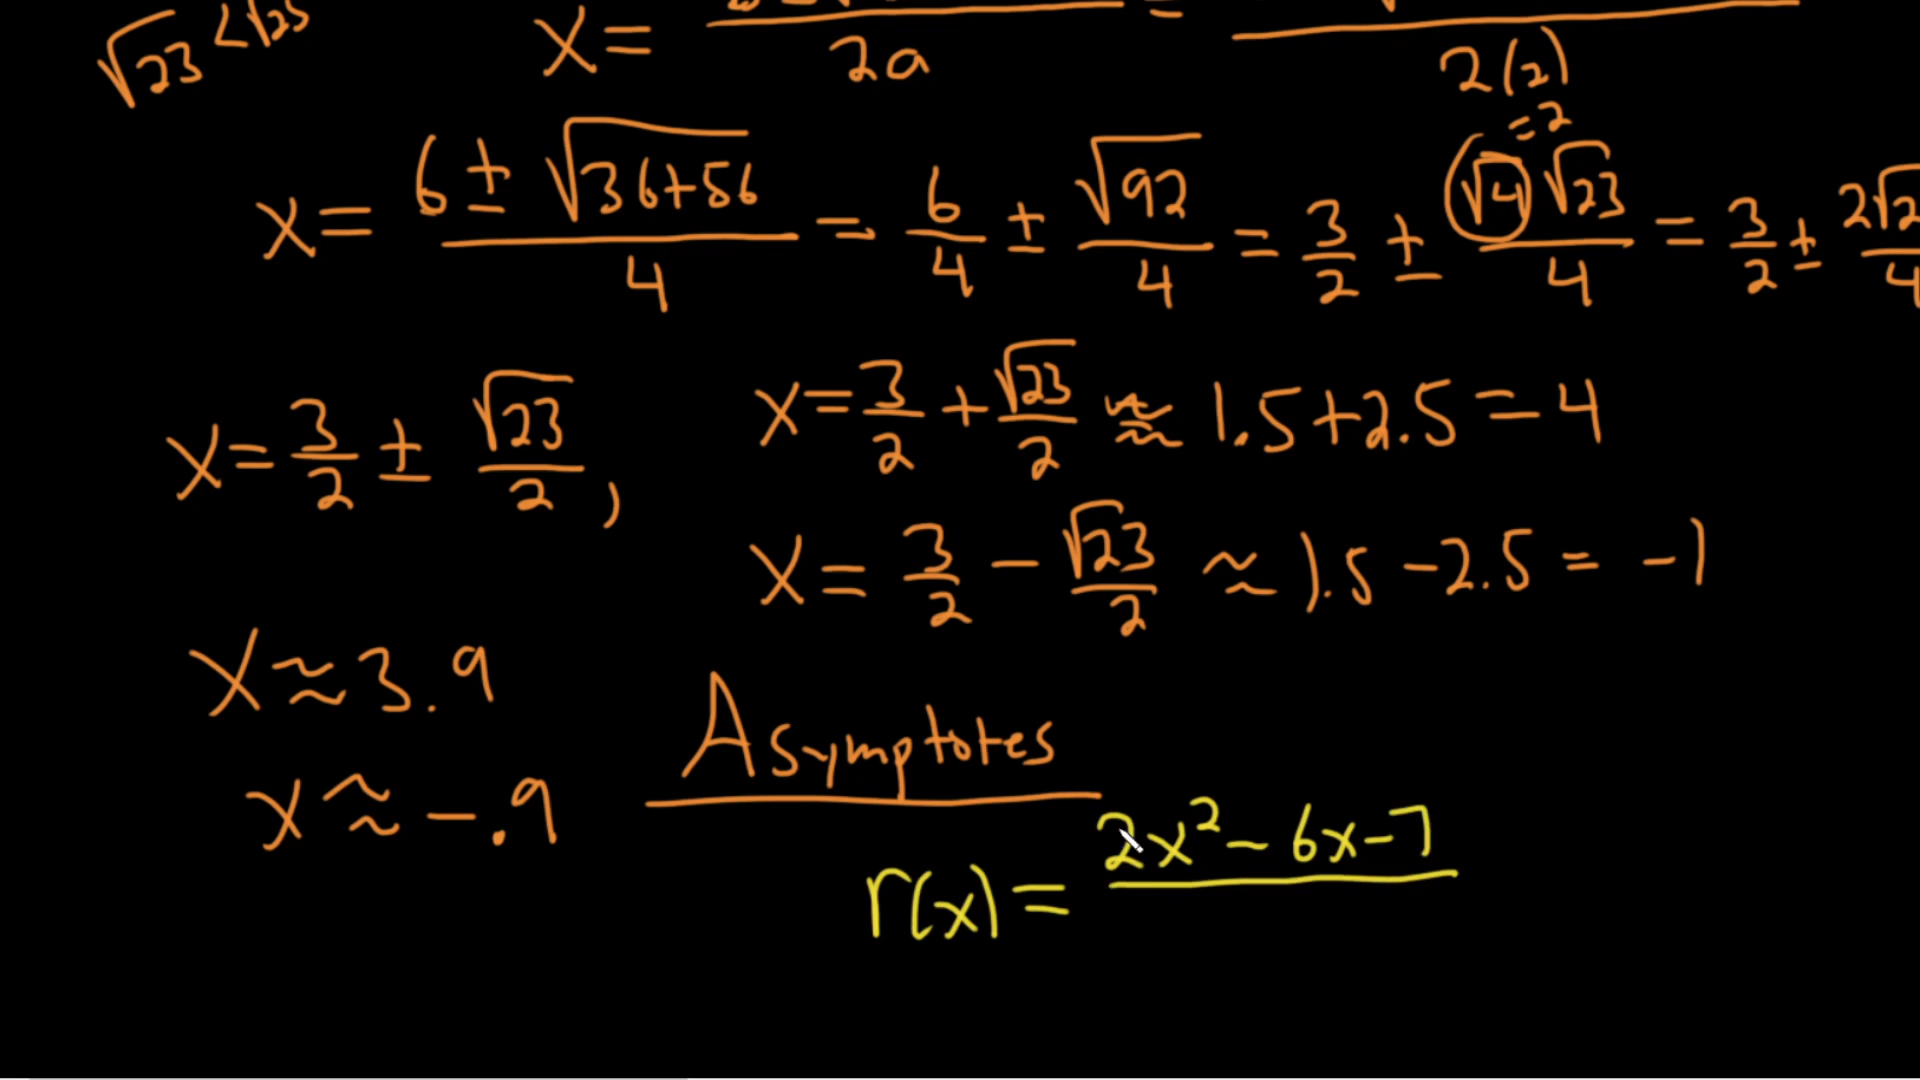 √23 < √25
x = / 2a = / 2(2)
x = (6 ± √(36+56)) / 4 = 6/4 ± √92 / 4 = 3/2 ± (√4 √23) / 4 = 3/2 ± 2√2 / 4
= 2
x = 3/2 ± √23 / 2 ,
x = 3/2 + √23 / 2 ≈ 1.5 + 2.5 = 4
x = 3/2 - √23 / 2 ≈ 1.5 - 2.5 = -1
x ≈ 3.9
x ≈ -.9
Asymptotes
r(x) = 2x² - 6x - 7